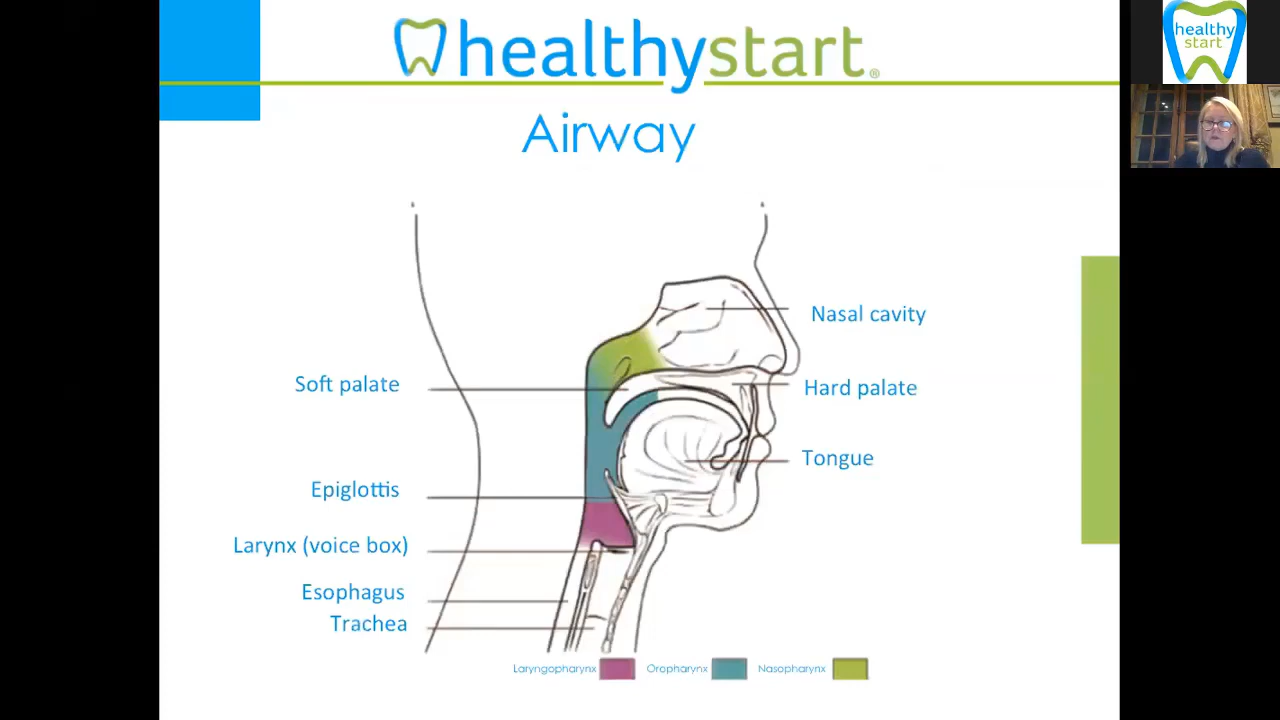 healthystart®
healthy
start
Airway
Nasal cavity
Soft palate
Hard palate
Tongue
Epiglottis
Larynx (voice box)
Esophagus
Trachea
Laryngopharynx
Oropharynx
Nasopharynx